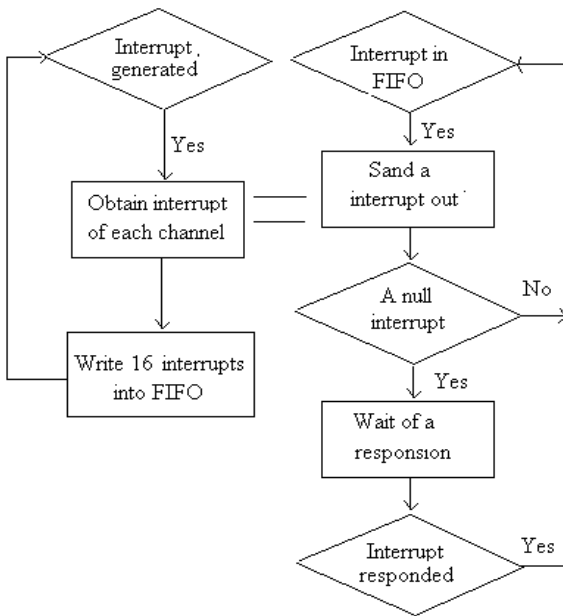 Interrupt
generated
Yes
Obtain interrupt
of each channel
Write 16 interrupts
into FIFO
Interrupt in
FIFO
Yes
Sand a
interrupt out
A null
interrupt
No
Yes
Wait of a
responsion
Interrupt
responded
Yes